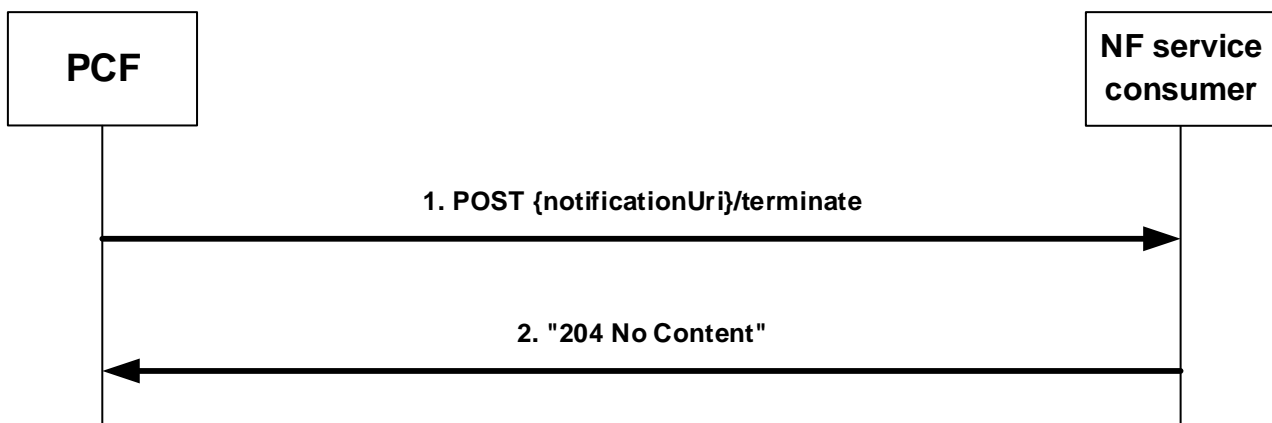 PCF
NF service
consumer
1. POST {notificationUri}/terminate
2. "204 No Content"